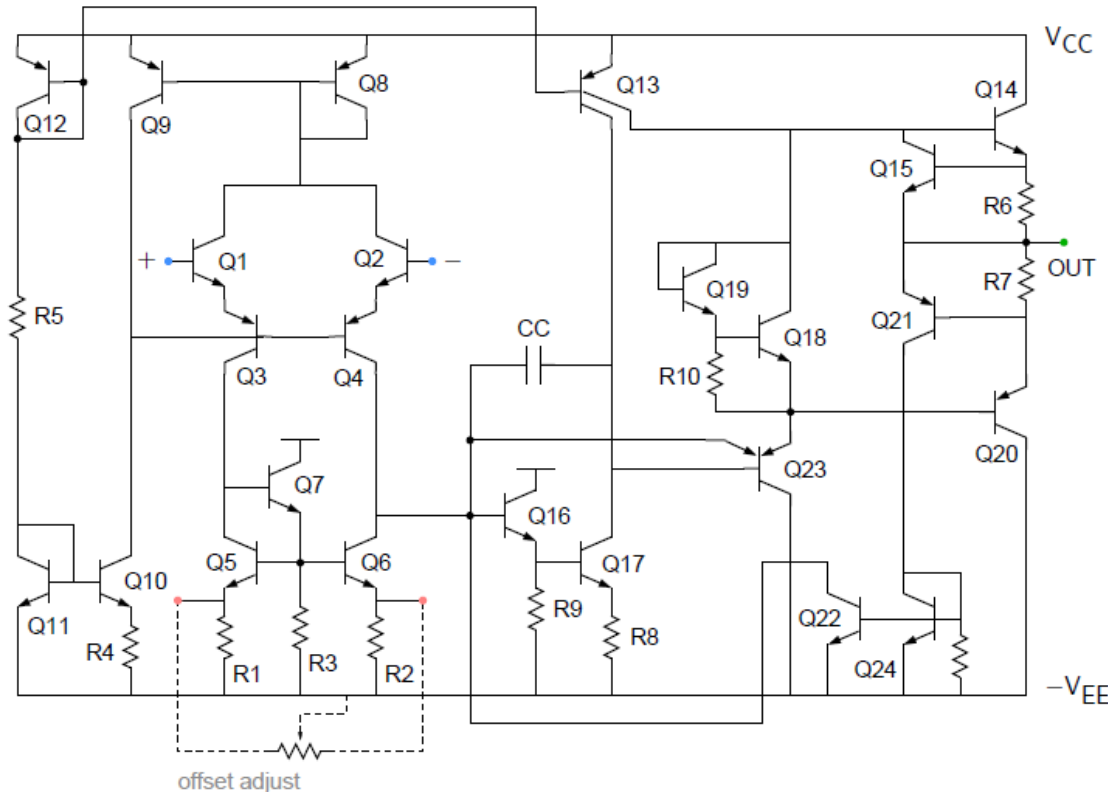 V_CC
Q12
Q9
Q8
Q13
Q14
Q15
R6
+
Q1
Q2
−
OUT
R5
Q19
R7
CC
Q18
Q21
Q3
Q4
R10
Q7
Q23
Q20
Q16
Q5
Q6
Q17
Q10
Q11
R9
Q22
R4
R1
R3
R2
R8
Q24
−V_EE
offset adjust